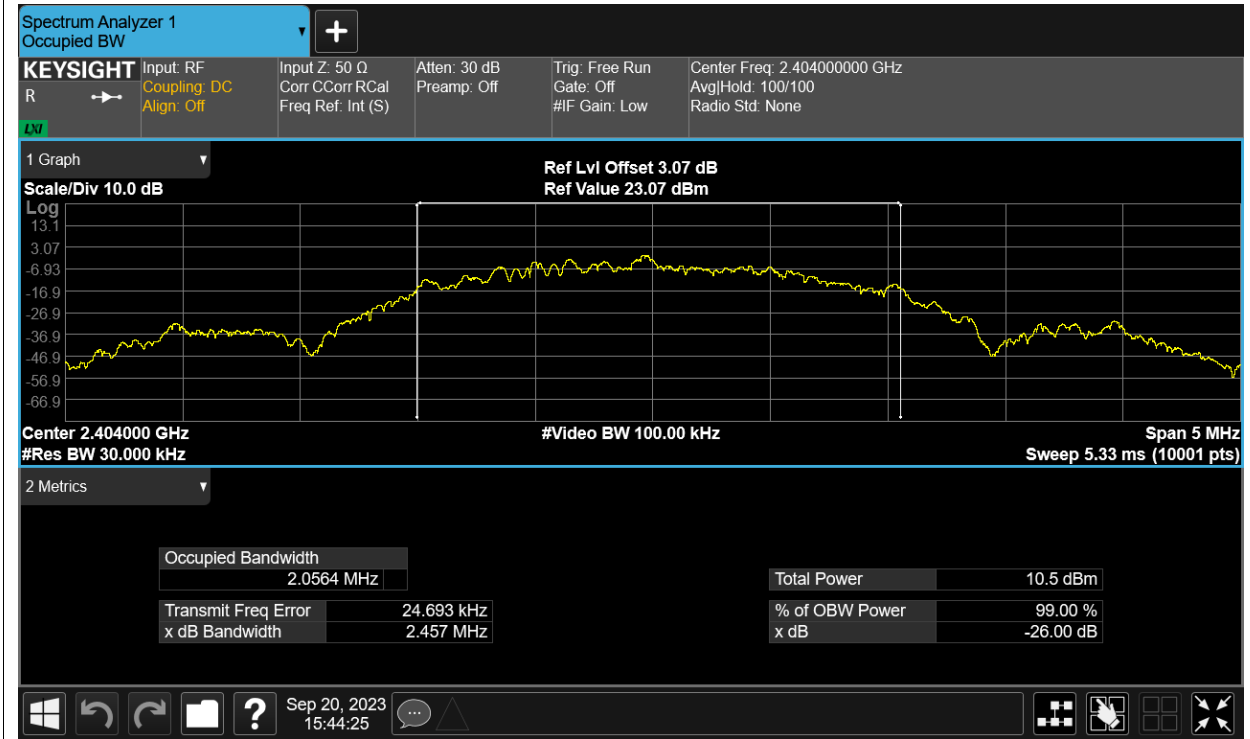 Spectrum Analyzer 1
Occupied BW
KEYSIGHT
R
LXI
Input: RF
Coupling: DC
Align: Off
Input Z: 50 Ω
Corr CCorr RCal
Freq Ref: Int (S)
Atten: 30 dB
Preamp: Off
Trig: Free Run
Gate: Off
#IF Gain: Low
Center Freq: 2.404000000 GHz
Avg|Hold: 100/100
Radio Std: None
1 Graph
Scale/Div 10.0 dB
Ref Lvl Offset 3.07 dB
Ref Value 23.07 dBm
Log
13.1
3.07
-6.93
-16.9
-26.9
-36.9
-46.9
-56.9
-66.9
Center 2.404000 GHz
#Video BW 100.00 kHz
Span 5 MHz
#Res BW 30.000 kHz
Sweep 5.33 ms (10001 pts)
2 Metrics
Occupied Bandwidth
2.0564 MHz
Total Power 10.5 dBm
Transmit Freq Error 24.693 kHz
% of OBW Power 99.00 %
x dB Bandwidth 2.457 MHz
x dB -26.00 dB
?
Sep 20, 2023
15:44:25